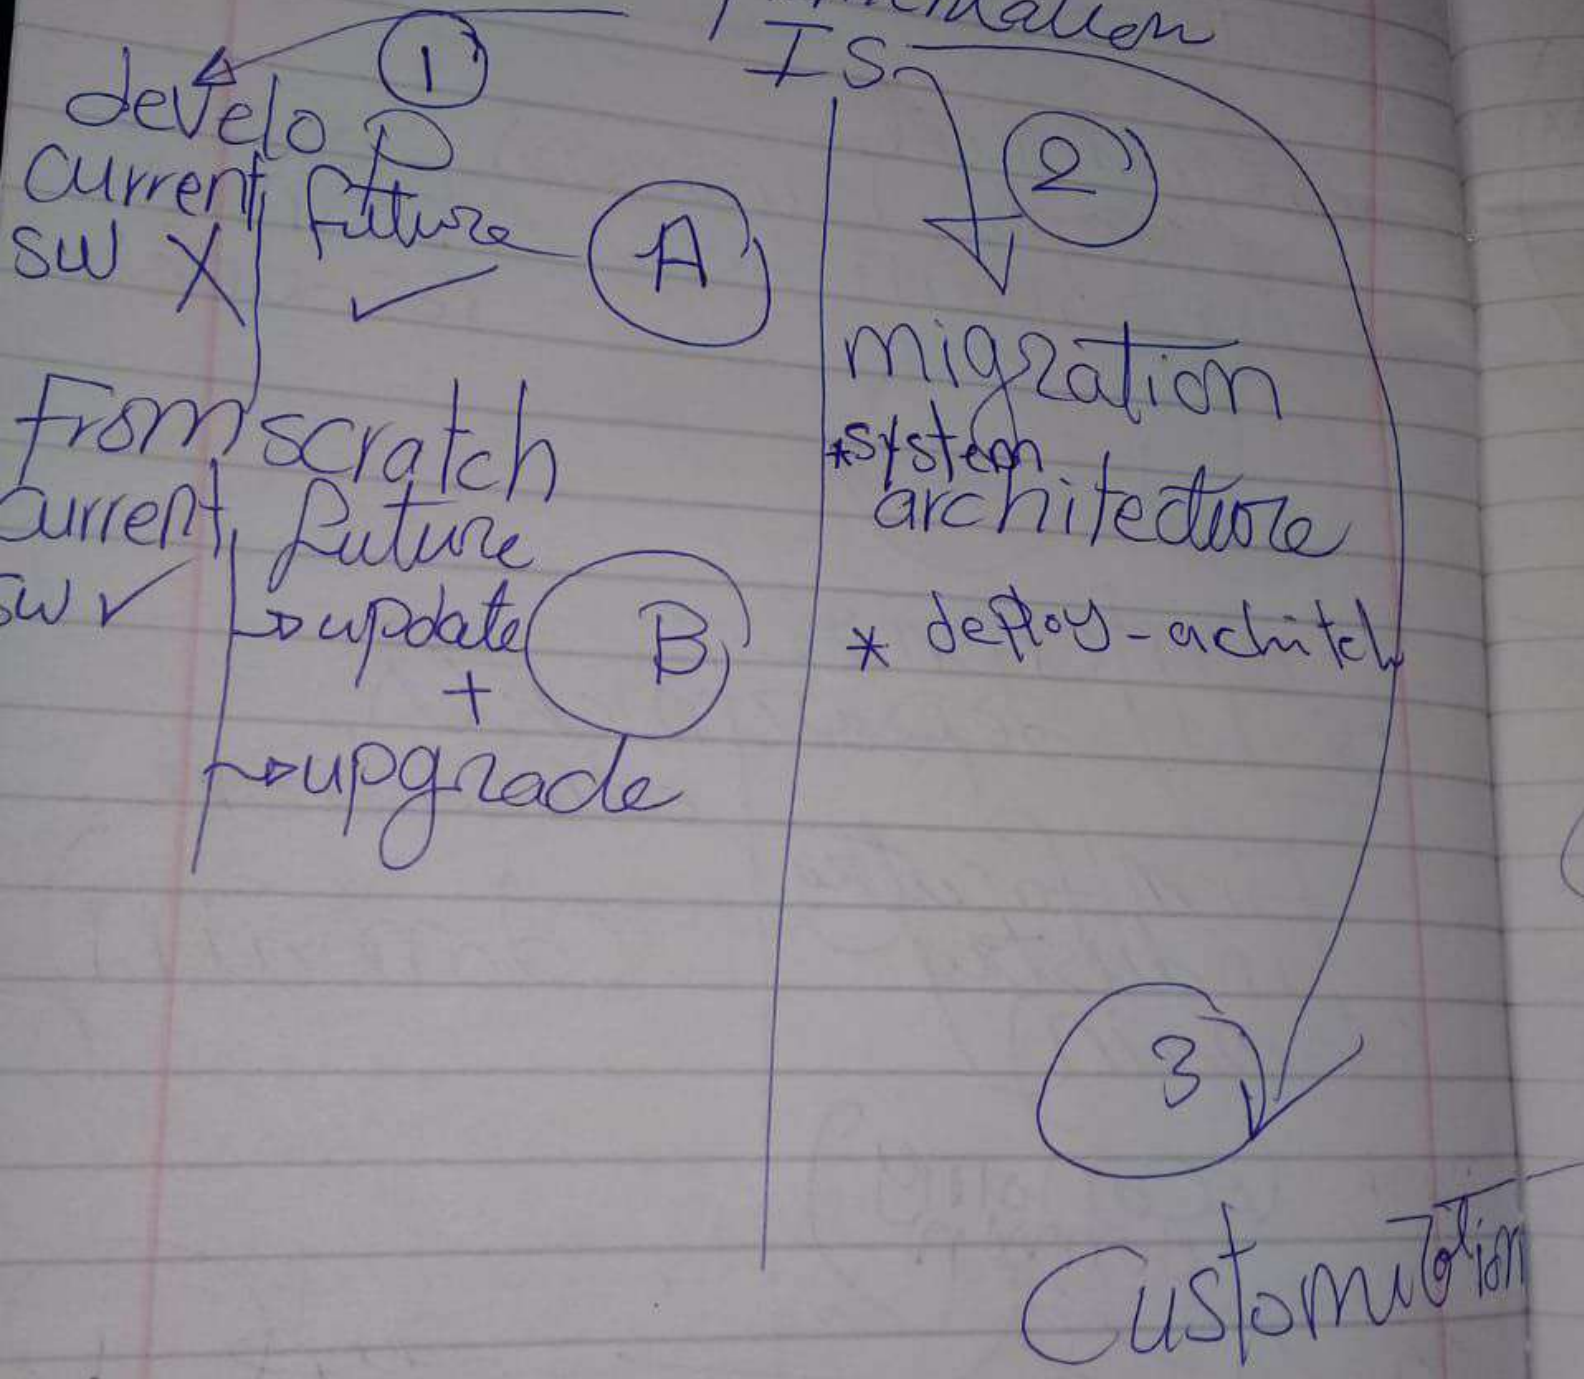 IS
1
develop
current future
SW X ✓
A
From scratch
current future
SW ✓
→ update
+
B
→ upgrade
2
migration
*system
architecture
* deploy-achitch
3
Customization